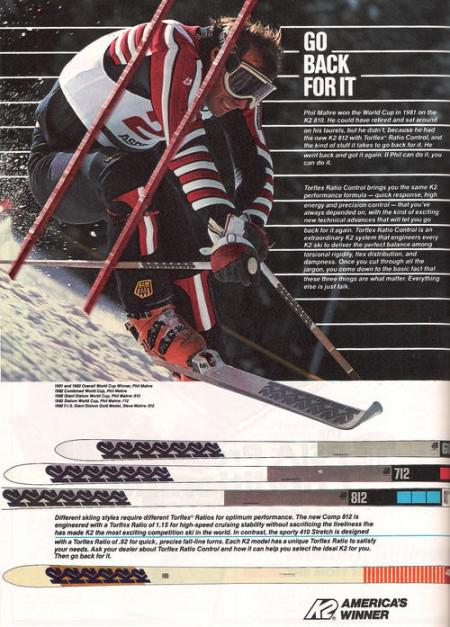 GO
BACK
FOR IT
Phil Mahre won the World Cup in 1981 on the
K2 810. He could have retired and sat around
on his laurels, but he didn't, because he had
the new K2 812 with Torflex® Ratio Control, and
the kind of stuff it takes to go back for it. He
went back and got it again. If Phil can do it, you
can do it.
Torflex Ratio Control brings you the same K2
performance formula — quick response, high
energy and precision control — that you've
always depended on, with the kind of exciting
new technical advances that will let you go
back for it again. Torflex Ratio Control is an
extraordinary K2 system that engineers every
K2 ski to deliver the perfect balance among
torsional rigidity, flex distribution, and
dampness. Once you cut through all the
jargon, you come down to the basic fact that
these three things are what matter. Everything
else is just talk.
1981 and 1982 Overall World Cup Winner, Phil Mahre
1982 Combined World Cup, Phil Mahre
1982 Giant Slalom World Cup, Phil Mahre: 812
1982 Slalom World Cup, Phil Mahre: 712
1982 F.I.S. Giant Slalom Gold Medal, Steve Mahre: 812
6
712
812
Different skiing styles require different Torflex® Ratios for optimum performance. The new Comp 812 is
engineered with a Torflex Ratio of 1.15 for high-speed cruising stability without sacrificing the liveliness tha
has made K2 the most exciting competition ski in the world. In contrast, the sporty 410 Stretch is designed
with a Torflex Ratio of .92 for quick, precise fall-line turns. Each K2 model has a unique Torflex Ratio to satisfy
your needs. Ask your dealer about Torflex Ratio Control and how it can help you select the ideal K2 for you.
Then go back for it.
K2 AMERICA'S
WINNER